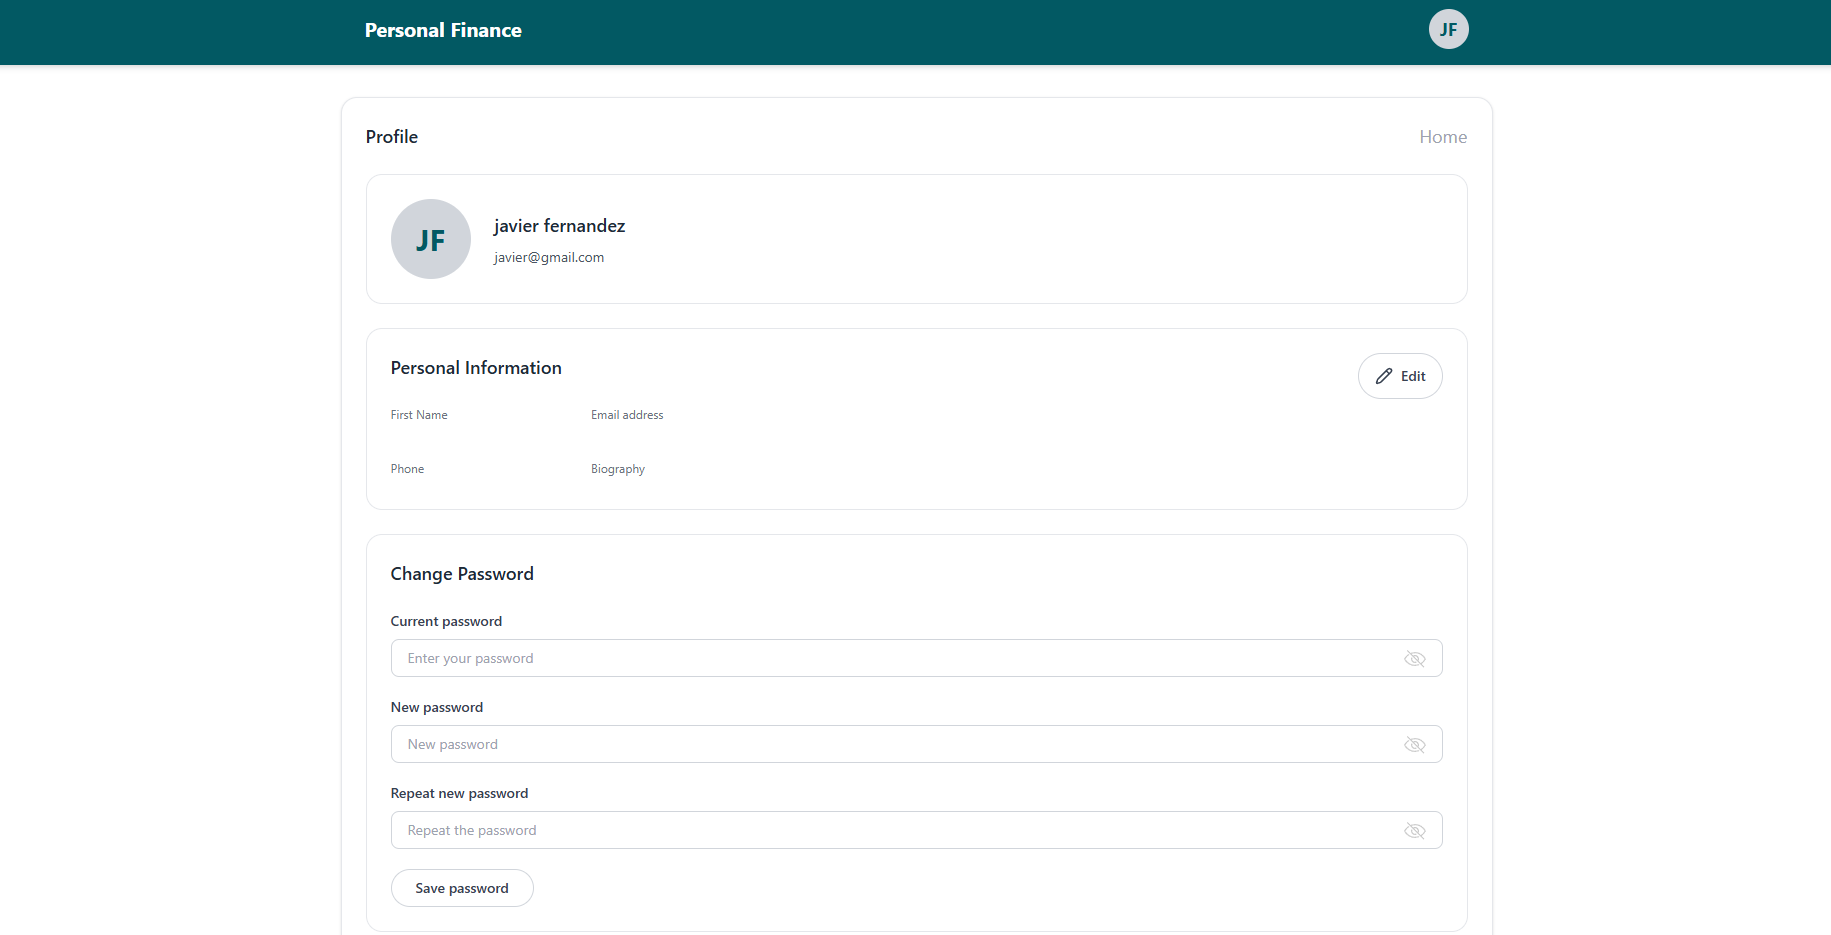 Personal Finance
JF
Profile
Home
JF
javier fernandez
javier@gmail.com
Personal Information
Edit
First Name
Email address
Phone
Biography
Change Password
Current password
Enter your password
New password
New password
Repeat new password
Repeat the password
Save password